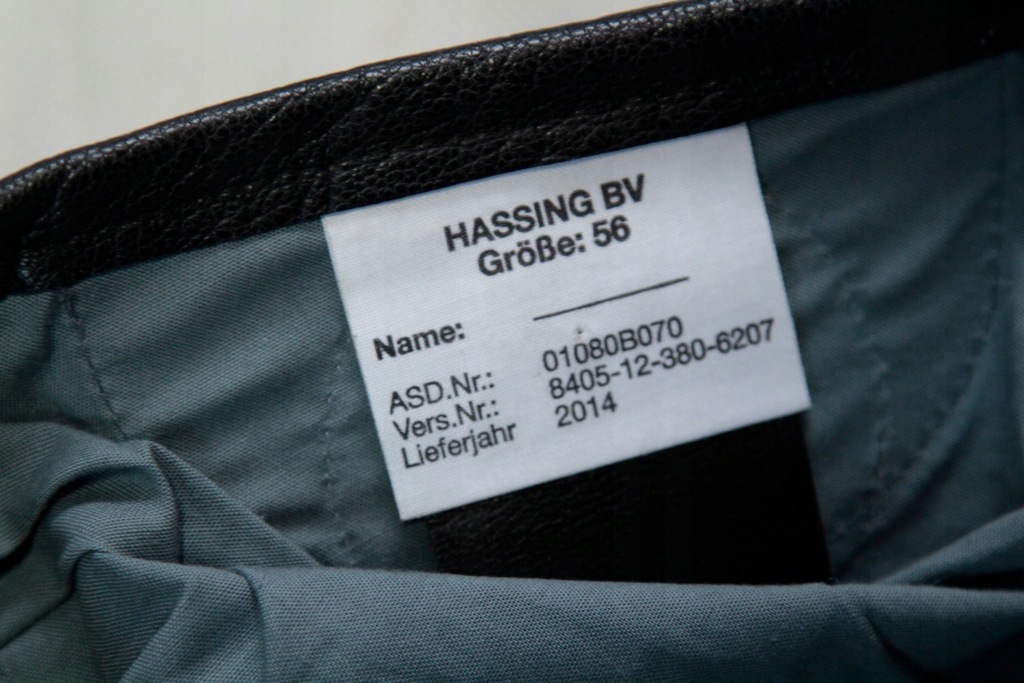 HASSING BV
Größe: 56
Name:
ASD.Nr.: 01080B070
Vers.Nr.: 8405-12-380-6207
Lieferjahr 2014